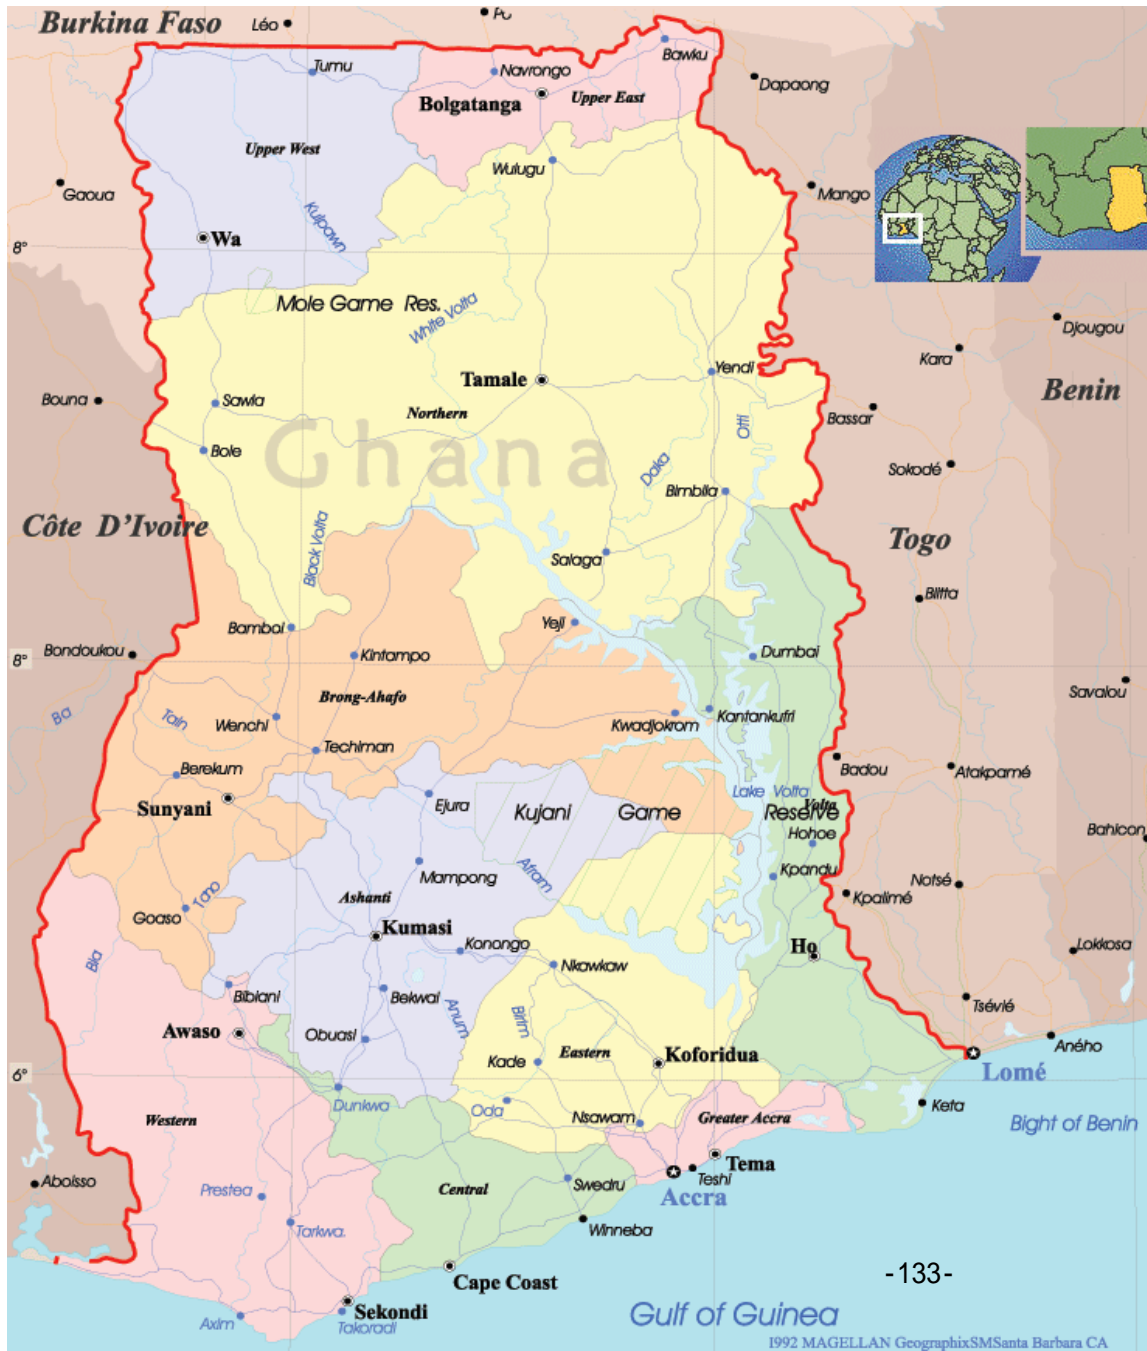 Burkina Faso
Léo
Po
Tumu
Navrongo
Bawku
Dapaong
Bolgatanga
Upper East
Upper West
Wulugu
Gaoua
Mango
Kulpawn
Wa
8°
Mole Game Res.
White Volta
Djougou
Kara
Yendi
Tamale
Benin
Bouna
Sawla
Northern
Bassar
Otti
Ghana
Bole
Daka
Sokodé
Bimbila
Côte D'Ivoire
Black Volta
Togo
Salaga
Blitta
Bamboi
Yeji
Bondoukou
8°
Kintampo
Dumbai
Brong-Ahafo
Savalou
Ba
Tain
Wenchi
Kwadjokrom
Kantankufri
Techiman
Berekum
Badou
Atakpamé
Sunyani
Ejura
Lake Volta
Volta
Kujani Game Reserve
Hohoe
Bahicon
Mampong
Afram
Kpandu
Ashanti
Tano
Notsé
Kpalimé
Goaso
Kumasi
Konongo
Ho
Lokkosa
Bia
Nkawkaw
Bibiani
Bekwai
Tsévié
Anum
Birim
Awaso
Obuasi
Eastern
Koforidua
Aného
Kade
6°
Lomé
Dunkwa
Oda
Keta
Western
Nsawam
Greater Accra
Bight of Benin
Tema
Aboisso
Teshi
Swedru
Central
Accra
Prestea
Tarkwa.
Winneba
-133-
Cape Coast
Sekondi
Gulf of Guinea
Axim
Takoradi
1992 MAGELLAN GeographixSMSanta Barbara CA